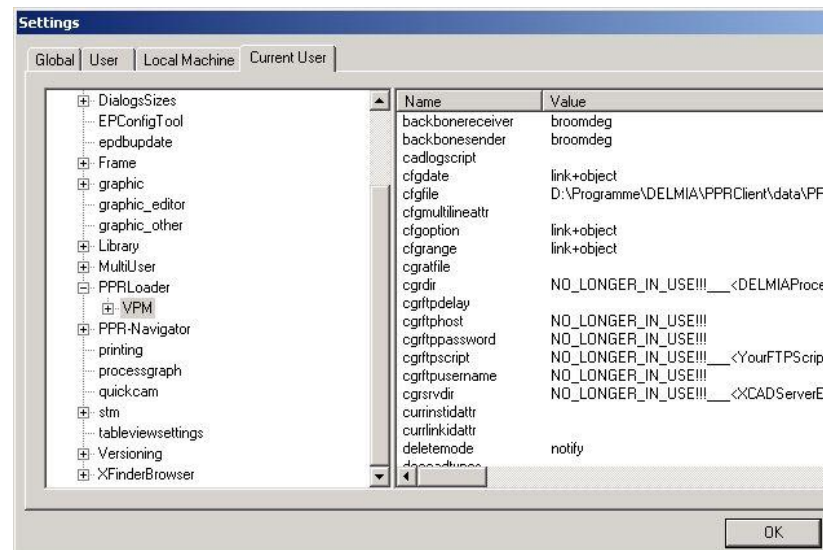 Settings
Global User Local Machine Current User
DialogsSizes
EPConfigTool
epdbupdate
Frame
graphic
graphic_editor
graphic_other
Library
MultiUser
PPRLoader
VPM
PPR-Navigator
printing
processgraph
quickcam
stm
tableviewsettings
Versioning
XFinderBrowser
Name Value
backbonereceiver broomdeg
backbonesender broomdeg
cadlogscript
cfgdate link+object
cfgfile D:\Programme\DELMIA\PPRClient\data\PF
cfgmultilineattr
cfgoption link+object
cfgrange link+object
cgratfile
cgrdir NO_LONGER_IN_USE!!!___<DELMIAProce
cgrftpdelay
cgrftphost NO_LONGER_IN_USE!!!
cgrftppassword NO_LONGER_IN_USE!!!
cgrftpscript NO_LONGER_IN_USE!!!___<YourFTPScrip
cgrftpusername NO_LONGER_IN_USE!!!
cgrsrvdir NO_LONGER_IN_USE!!!___<XCADServerE
currinstidattr
currlinkidattr
deletemode notify
OK